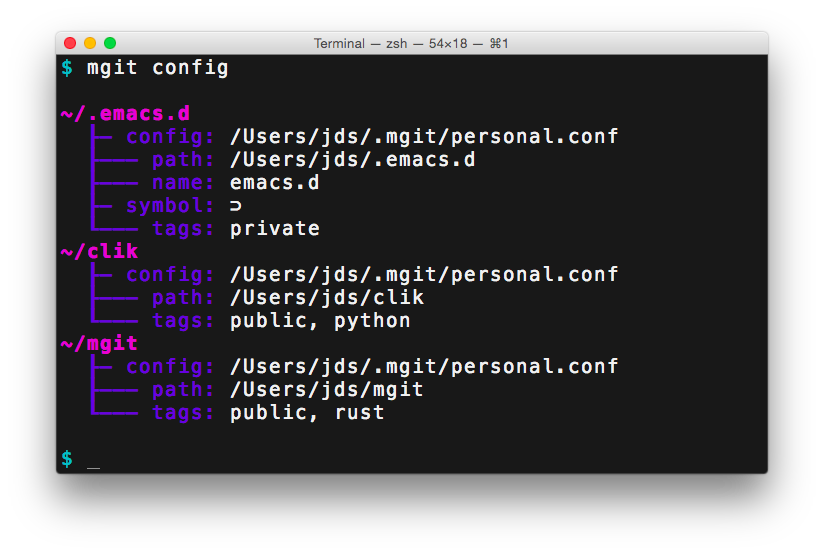 Terminal — zsh — 54×18 — ⌘1
$ mgit config
~/.emacs.d
├─ config: /Users/jds/.mgit/personal.conf
├─── path: /Users/jds/.emacs.d
├─── name: emacs.d
├─ symbol: ⊃
└─── tags: private
~/clik
├─ config: /Users/jds/.mgit/personal.conf
├─── path: /Users/jds/clik
└─── tags: public, python
~/mgit
├─ config: /Users/jds/.mgit/personal.conf
├─── path: /Users/jds/mgit
└─── tags: public, rust
$ _